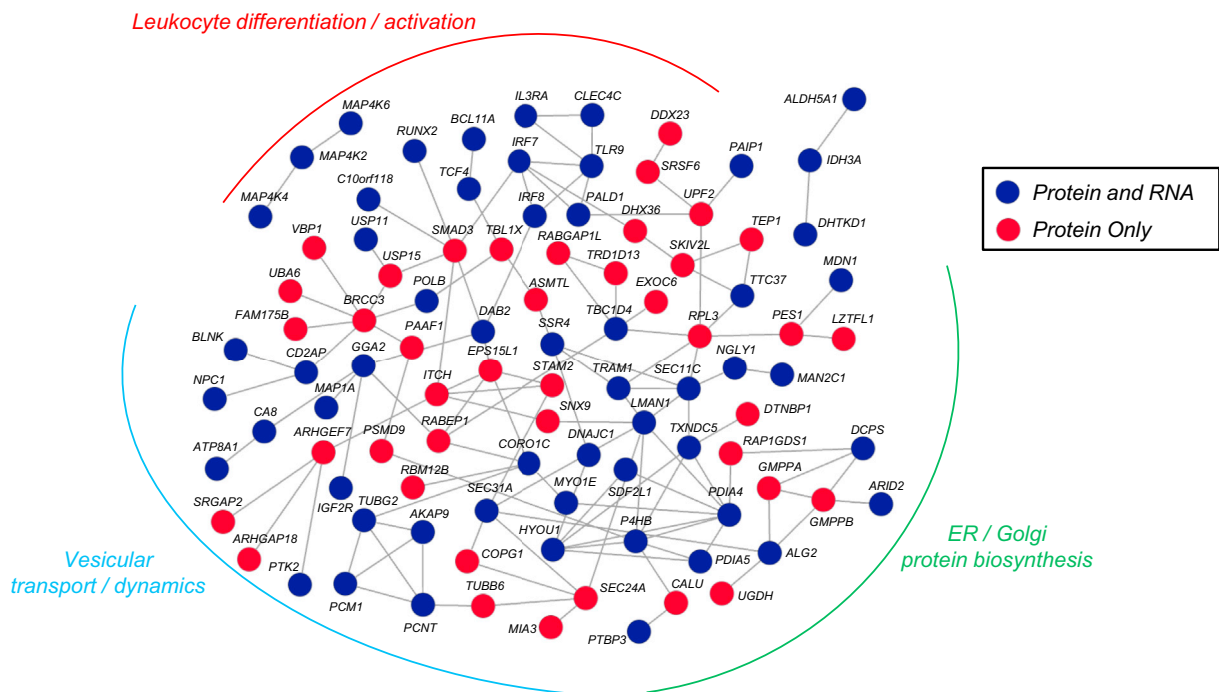 Leukocyte differentiation / activation
MAP4K6
MAP4K2
MAP4K4
RUNX2
BCL11A
IL3RA
CLEC4C
DDX23
ALDH5A1
IRF7
TLR9
SRSF6
PAIP1
IDH3A
C10orf118
TCF4
IRF8
PALD1
UPF2
DHX36
TEP1
DHTKD1
USP11
VBP1
SMAD3
TBL1X
RABGAP1L
SKIV2L
USP15
TRD1D13
MDN1
UBA6
POLB
ASMTL
EXOC6
TTC37
BRCC3
FAM175B
PAAF1
DAB2
SSR4
TBC1D4
RPL3
PES1
LZTFL1
BLNK
CD2AP
GGA2
EPS15L1
STAM2
TRAM1
SEC11C
NGLY1
MAN2C1
NPC1
MAP1A
ITCH
SNX9
LMAN1
DTNBP1
CA8
ARHGEF7
PSMD9
RABEP1
CORO1C
DNAJC1
TXNDC5
RAP1GDS1
DCPS
ATP8A1
RBM12B
SEC31A
MYO1E
SDF2L1
PDIA4
GMPPA
ARID2
GMPPB
SRGAP2
IGF2R
TUBG2
AKAP9
HYOU1
P4HB
ARHGAP18
PTK2
COPG1
PDIA5
ALG2
PCM1
PCNT
TUBB6
SEC24A
CALU
UGDH
MIA3
PTBP3
Vesicular
transport / dynamics
ER / Golgi
protein biosynthesis
Protein and RNA
Protein Only